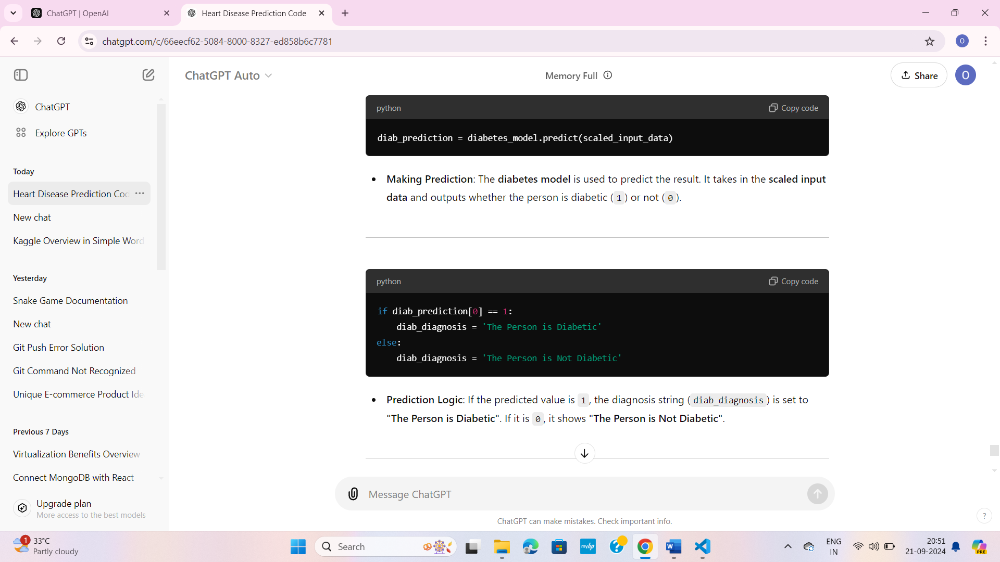 ChatGPT | OpenAI
Heart Disease Prediction Code
chatgpt.com/c/66eecf62-5084-8000-8327-ed858b6c7781
O
ChatGPT Auto
Memory Full
Share
O
ChatGPT
Explore GPTs
Today
Heart Disease Prediction Cod
New chat
Kaggle Overview in Simple Word
Yesterday
Snake Game Documentation
New chat
Git Push Error Solution
Git Command Not Recognized
Unique E-commerce Product Ide
Previous 7 Days
Virtualization Benefits Overview
Connect MongoDB with React
Upgrade plan
More access to the best models
python
Copy code
diab_prediction = diabetes_model.predict(scaled_input_data)
• Making Prediction: The diabetes model is used to predict the result. It takes in the scaled input
data and outputs whether the person is diabetic (1) or not (0).
python
Copy code
if diab_prediction[0] == 1:
diab_diagnosis = 'The Person is Diabetic'
else:
diab_diagnosis = 'The Person is Not Diabetic'
• Prediction Logic: If the predicted value is 1, the diagnosis string (diab_diagnosis) is set to
"The Person is Diabetic". If it is 0, it shows "The Person is Not Diabetic".
Message ChatGPT
ChatGPT can make mistakes. Check important info.
?
1
33°C
Partly cloudy
Search
myhp
ENG
IN
20:51
21-09-2024
PRE